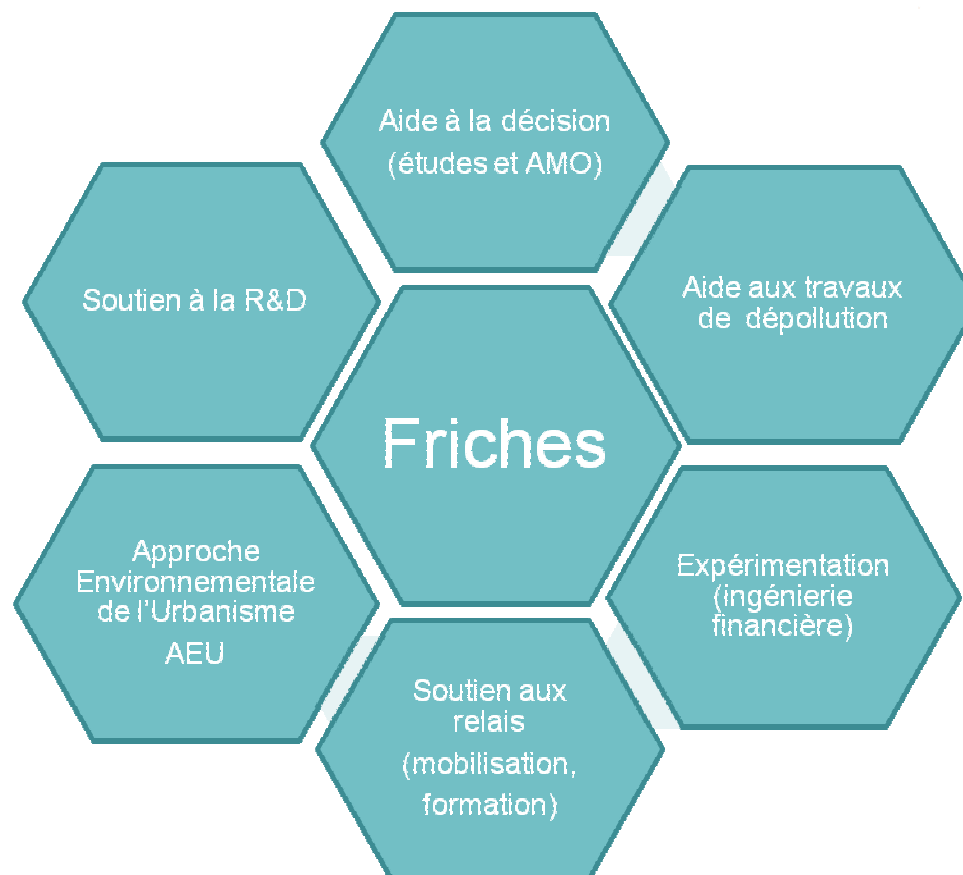 Aide à la décision
(études et AMO)
Soutien à la R&D
Aide aux travaux
de dépollution
Friches
Approche
Environnementale
de l'Urbanisme
AEU
Expérimentation
(ingénierie
financière)
Soutien aux
relais
(mobilisation,
formation)